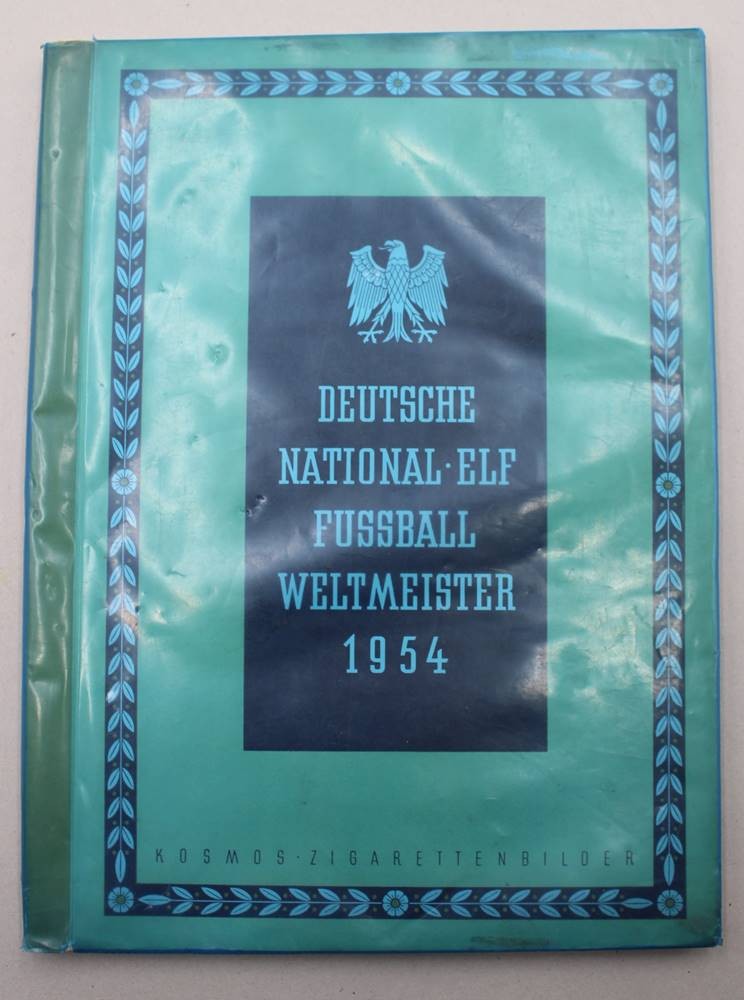 DEUTSCHE
NATIONAL·ELF
FUSSBALL
WELTMEISTER
1954
KOSMOS·ZIGARETTENBILDER